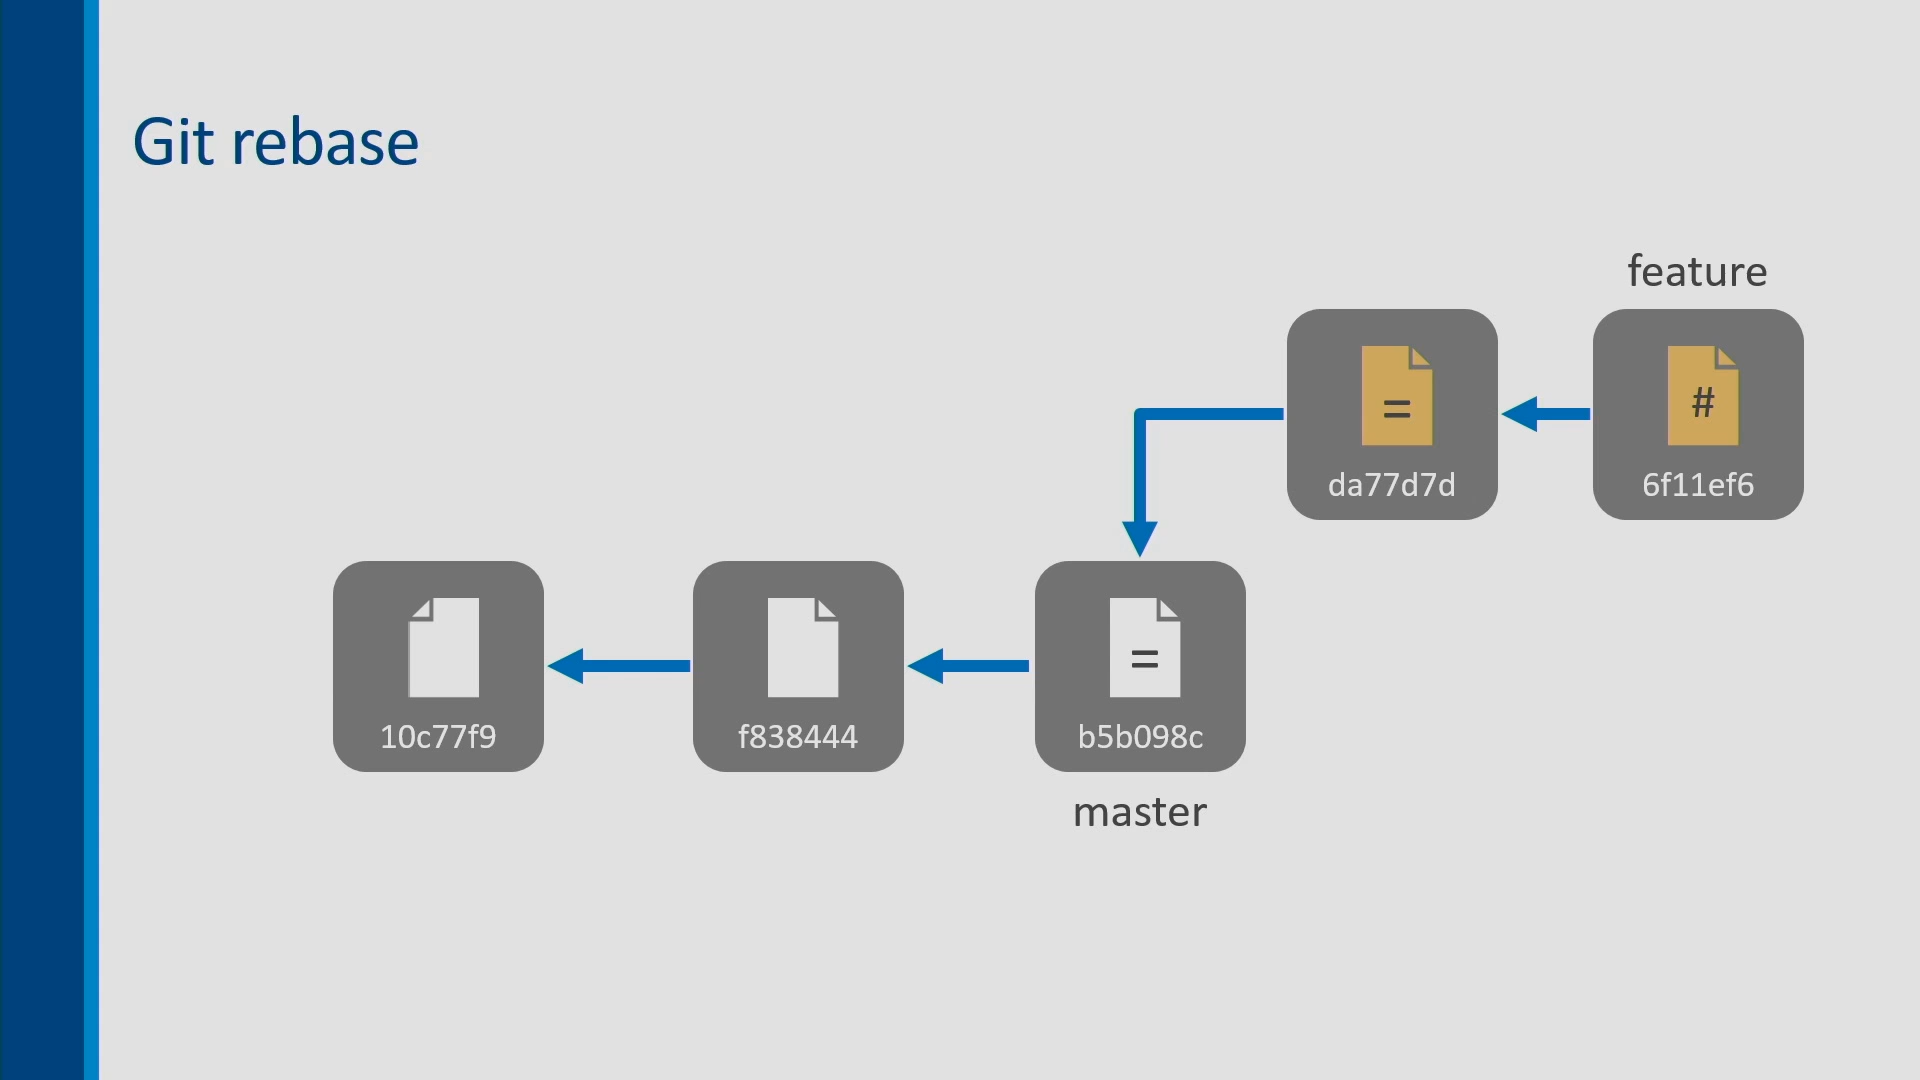 Git rebase
feature
=
#
da77d7d
6f11ef6
=
10c77f9
f838444
b5b098c
master